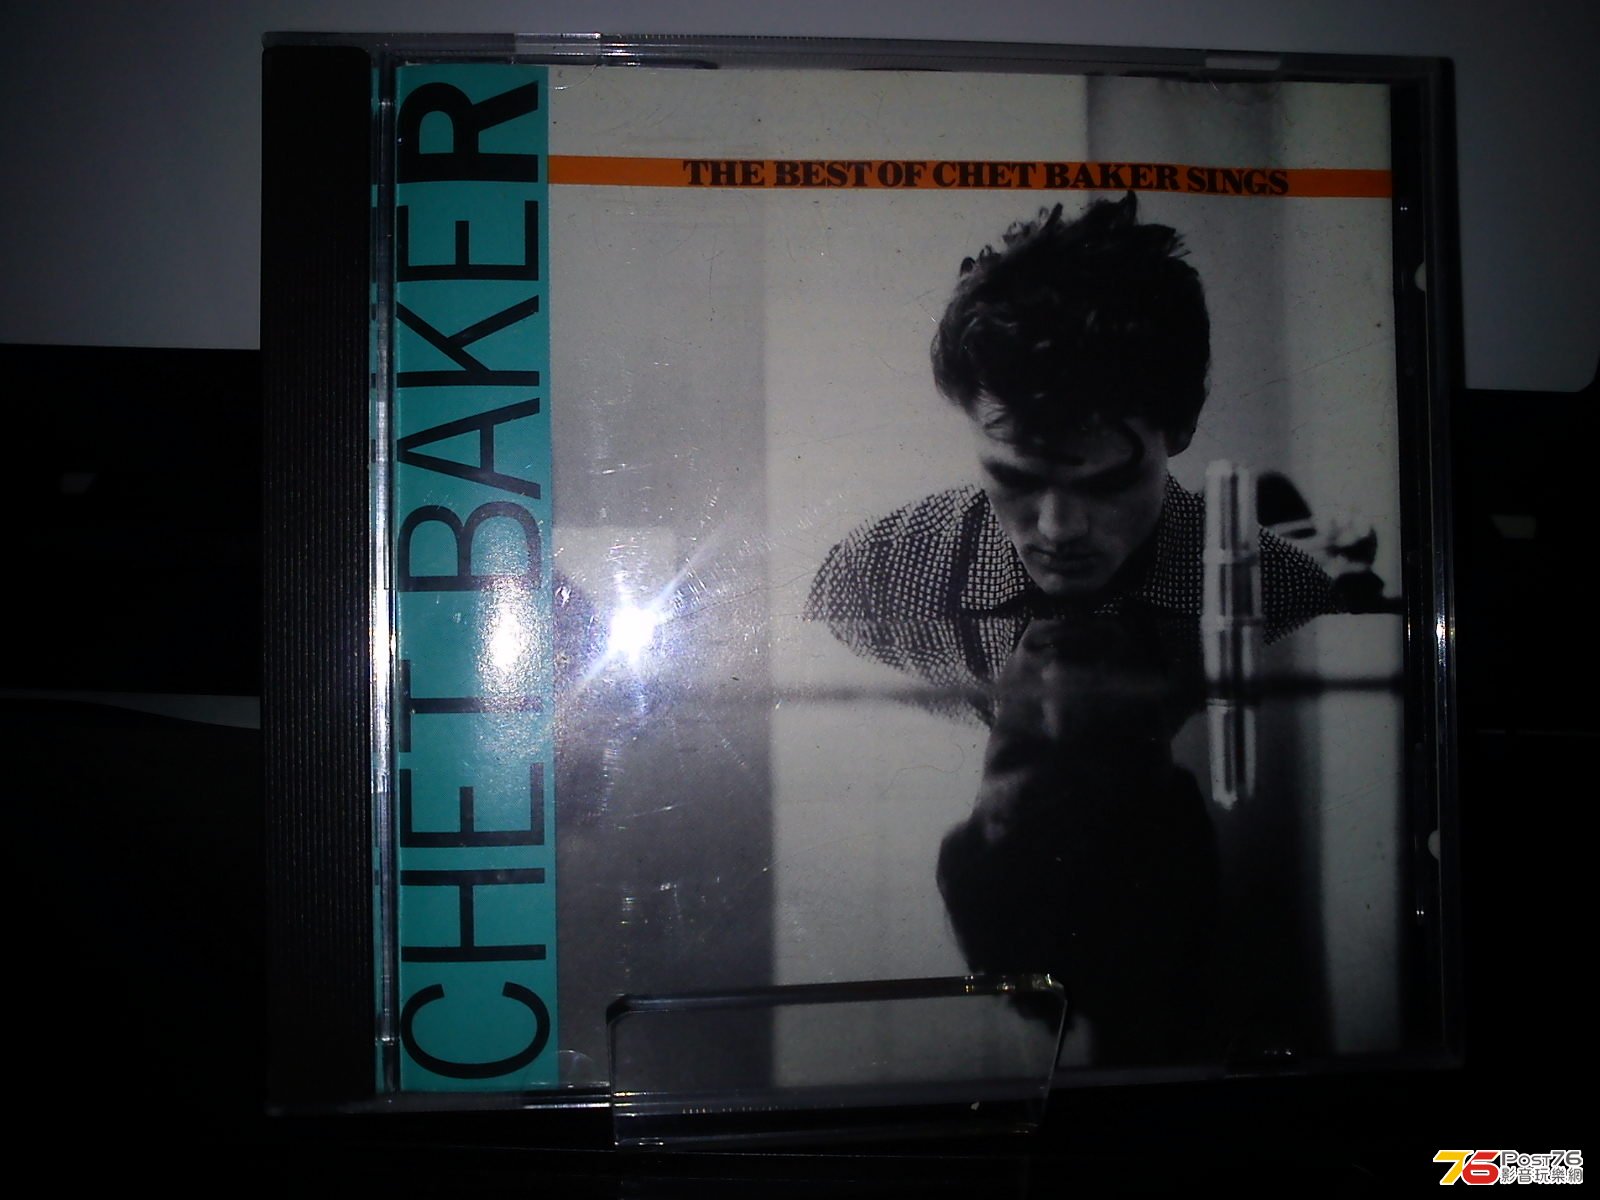 CHET BAKER
THE BEST OF CHET BAKER SINGS
76 Post76
影音玩樂網